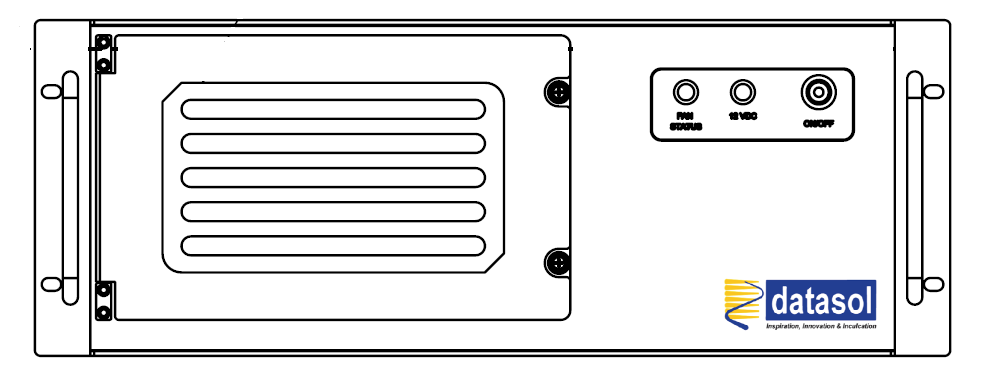 FAN
STATUS
12 VDC
ON/OFF
datasol
Inspiration, Innovation & Inculcation